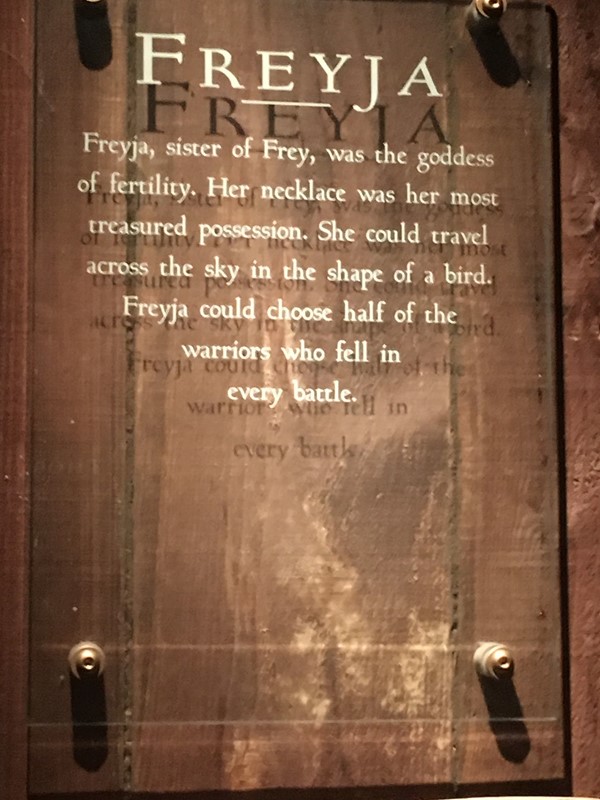 FREYJA
Freyja, sister of Frey, was the goddess
of fertility. Her necklace was her most
treasured possession. She could travel
across the sky in the shape of a bird.
Freyja could choose half of the
warriors who fell in
every battle.